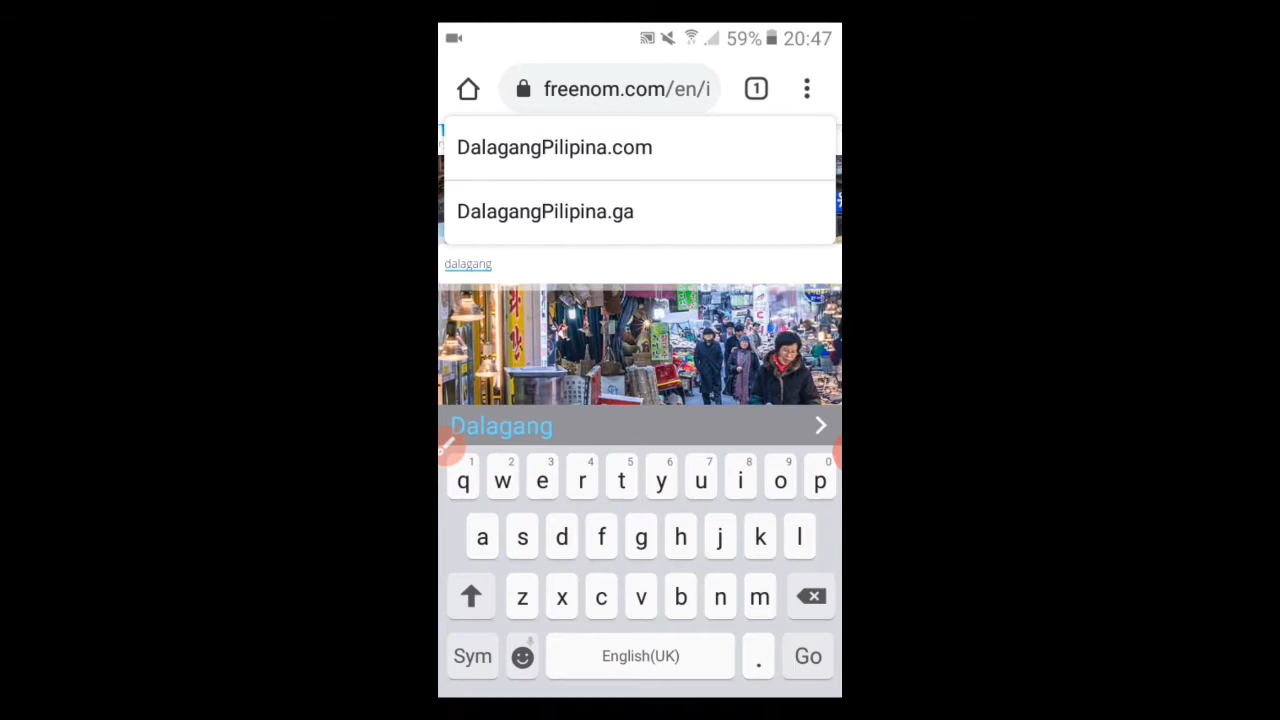 59% 20:47
freenom.com/en/i
1
DalagangPilipina.com
DalagangPilipina.ga
dalagang
Dalagang
1 2 3 4 5 6 7 8 9 0
q w e r t y u i o p
a s d f g h j k l
z x c v b n m
Sym English(UK) . Go